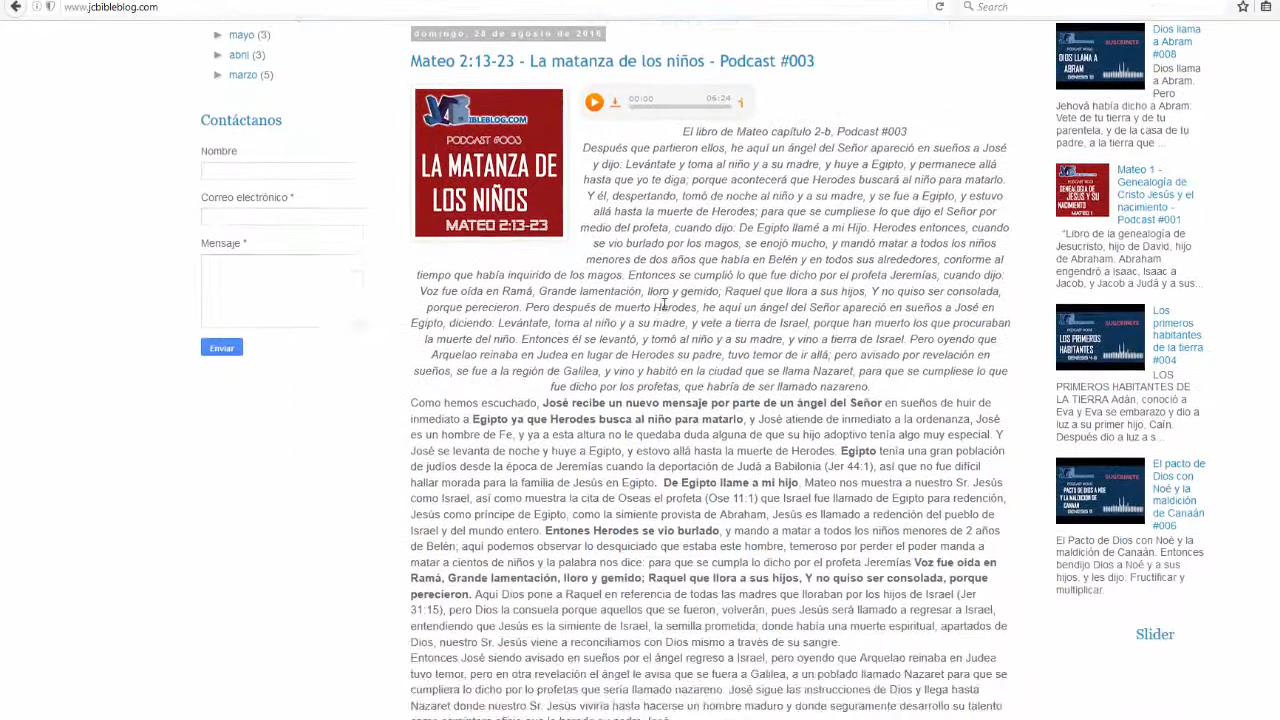 www.jcbibleblog.com
Search
mayo (3)
abril (3)
marzo (5)
Contáctanos
Nombre
Correo electrónico *
Mensaje *
Enviar
domingo, 28 de agosto de 2016
Mateo 2:13-23 - La matanza de los niños - Podcast #003
BIBLEBLOG.COM
PODCAST #003
LA MATANZA DE
LOS NIÑOS
MATEO 2:13-23
00:00 06:24
El libro de Mateo capítulo 2-b, Podcast #003
Después que partieron ellos, he aquí un ángel del Señor apareció en sueños a José
y dijo: Levántate y toma al niño y a su madre, y huye a Egipto, y permanece allá
hasta que yo te diga; porque acontecerá que Herodes buscará al niño para matarlo.
Y él, despertando, tomó de noche al niño y a su madre, y se fue a Egipto, y estuvo
allá hasta la muerte de Herodes; para que se cumpliese lo que dijo el Señor por
medio del profeta, cuando dijo: De Egipto llamé a mi Hijo. Herodes entonces, cuando
se vio burlado por los magos, se enojó mucho, y mandó matar a todos los niños
menores de dos años que había en Belén y en todos sus alrededores, conforme al
tiempo que había inquirido de los magos. Entonces se cumplió lo que fue dicho por el profeta Jeremías, cuando dijo:
Voz fue oída en Ramá, Grande lamentación, lloro y gemido; Raquel que llora a sus hijos, Y no quiso ser consolada,
porque perecieron. Pero después de muerto Herodes, he aquí un ángel del Señor apareció en sueños a José en
Egipto, diciendo: Levántate, toma al niño y a su madre, y vete a tierra de Israel, porque han muerto los que procuraban
la muerte del niño. Entonces él se levantó, y tomó al niño y a su madre, y vino a tierra de Israel. Pero oyendo que
Arquelao reinaba en Judea en lugar de Herodes su padre, tuvo temor de ir allá; pero avisado por revelación en
sueños, se fue a la región de Galilea, y vino y habitó en la ciudad que se llama Nazaret, para que se cumpliese lo que
fue dicho por los profetas, que habría de ser llamado nazareno.
Como hemos escuchado, José recibe un nuevo mensaje por parte de un ángel del Señor en sueños de huir de
inmediato a Egipto ya que Herodes busca al niño para matarlo, y José atiende de inmediato a la ordenanza, José
es un hombre de Fe, y ya a esta altura no le quedaba duda alguna de que su hijo adoptivo tenía algo muy especial. Y
José se levanta de noche y huye a Egipto, y estovo allá hasta la muerte de Herodes. Egipto tenía una gran población
de judíos desde la época de Jeremías cuando la deportación de Judá a Babilonia (Jer 44:1), así que no fue difícil
hallar morada para la familia de Jesús en Egipto. De Egipto llame a mi hijo, Mateo nos muestra a nuestro Sr. Jesús
como Israel, así como muestra la cita de Oseas el profeta (Ose 11:1) que Israel fue llamado de Egipto para redención,
Jesús como príncipe de Egipto, como la simiente provista de Abraham, Jesús es llamado a redención del pueblo de
Israel y del mundo entero. Entones Herodes se vio burlado, y mando a matar a todos los niños menores de 2 años
de Belén; aquí podemos observar lo desquiciado que estaba este hombre, temeroso por perder el poder manda a
matar a cientos de niños y la palabra nos dice: para que se cumpla lo que dicho por el profeta Jeremías Voz fue oída en
Ramá, Grande lamentación, lloro y gemido; Raquel que llora a sus hijos, Y no quiso ser consolada, porque
perecieron. Aquí Dios pone a Raquel en referencia de todas las madres que lloraban por los hijos de Israel (Jer
31:15), pero Dios la consuela porque aquellos que se fueron, volverán, pues Jesús será llamado a regresar a Israel,
entendiendo que Jesús es la simiente de Israel, la semilla prometida; donde había una muerte espiritual, apartados de
Dios, nuestro Sr. Jesús viene a reconciliarnos con Dios mismo a través de su sangre.
Entonces José siendo avisado en sueños por el ángel regreso a Israel, pero oyendo que Arquelao reinaba en Judea
tuvo temor, pero en otra revelación el ángel le avisa que se fuera a Galilea, a un poblado llamado Nazaret para que se
cumpliera lo dicho por lo profetas que sería llamado nazareno. José sigue las instrucciones de Dios y llega hasta
Nazaret donde nuestro Sr. Jesús viviría hasta hacerse un hombre maduro y donde seguramente desarrollo su talento
SUSCRIBETE
DIOS LLAMA A
ABRAM
Dios llama
a Abram
#008
Dios llama
a Abram.
Pero
Jehová había dicho a Abram:
Vete de tu tierra y de tu
parentela, y de la casa de tu
padre, a la tierra que ...
GENEALOGIA DE
JESUS Y SU
NACIMIENTO
MATEO 1
Mateo 1 -
Genealogía de
Cristo Jesús y el
nacimiento -
Podcast #001
“Libro de la genealogía de
Jesucristo, hijo de David, hijo
de Abraham. Abraham
engendró a Isaac, Isaac a
Jacob, y Jacob a Judá y a sus...
SUSCRIBETE
LOS PRIMEROS
HABITANTES
Los
primeros
habitantes
de la tierra
#004
LOS
PRIMEROS HABITANTES DE
LA TIERRA Adán, conoció a
Eva y Eva se embarazo y dio a
luz a su primer hijo, Caín.
Después dio a luz a s...
SUSCRIBETE
PACTO DE DIOS A NOE
Y LA MALDICION DE
CANAAN
El pacto de
Dios con
Noé y la
maldición
de Canaán
#006
El Pacto de Dios con Noé y la
maldición de Canaán. Entonces
bendijo Dios a Noé y a sus
hijos, y les dijo: Fructificar y
multiplicar.
Slider